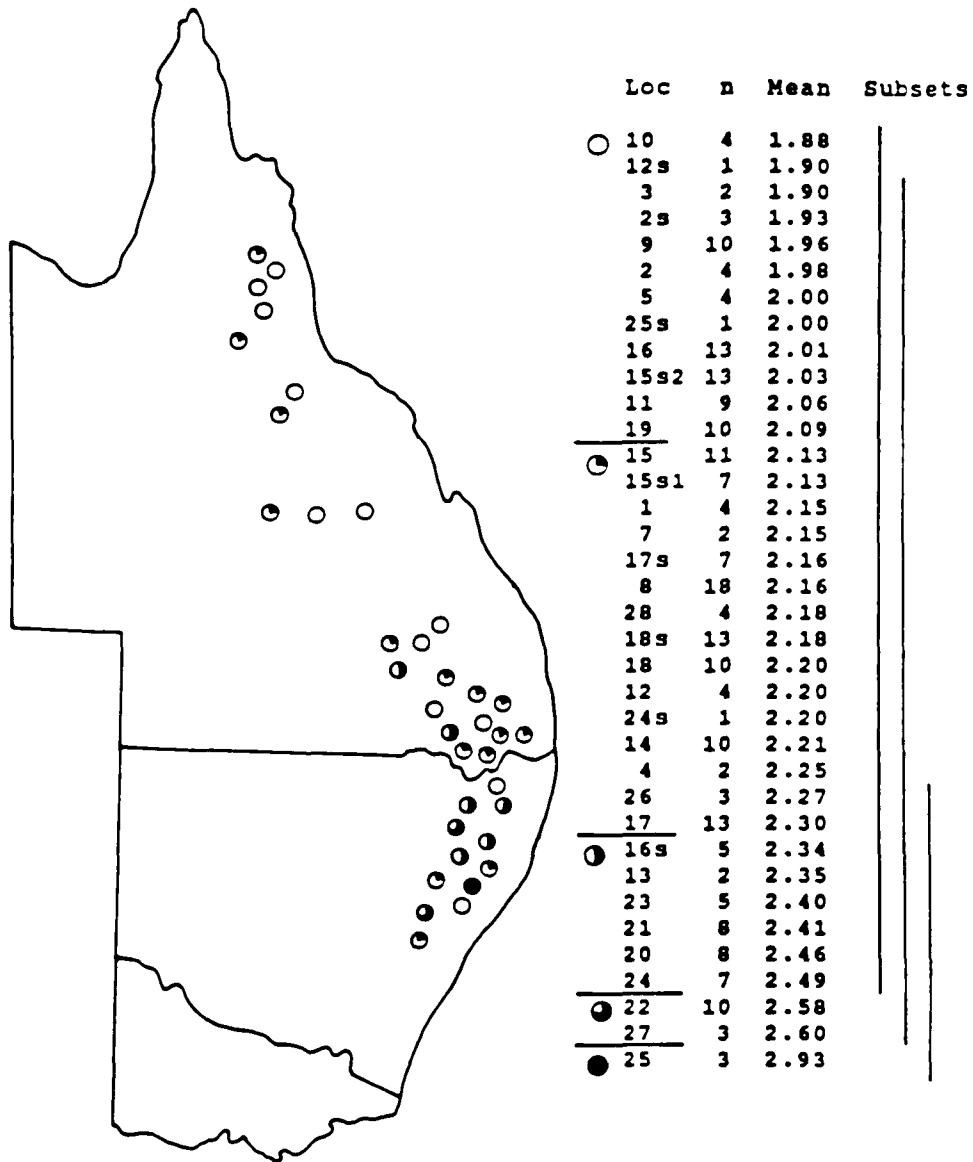 Loc n Mean Subsets
10 4 1.88
12s 1 1.90
3 2 1.90
2s 3 1.93
9 10 1.96
2 4 1.98
5 4 2.00
25s 1 2.00
16 13 2.01
15s2 13 2.03
11 9 2.06
19 10 2.09
15 11 2.13
15s1 7 2.13
1 4 2.15
7 2 2.15
17s 7 2.16
8 18 2.16
28 4 2.18
18s 13 2.18
18 10 2.20
12 4 2.20
24s 1 2.20
14 10 2.21
4 2 2.25
26 3 2.27
17 13 2.30
16s 5 2.34
13 2 2.35
23 5 2.40
21 8 2.41
20 8 2.46
24 7 2.49
22 10 2.58
27 3 2.60
25 3 2.93